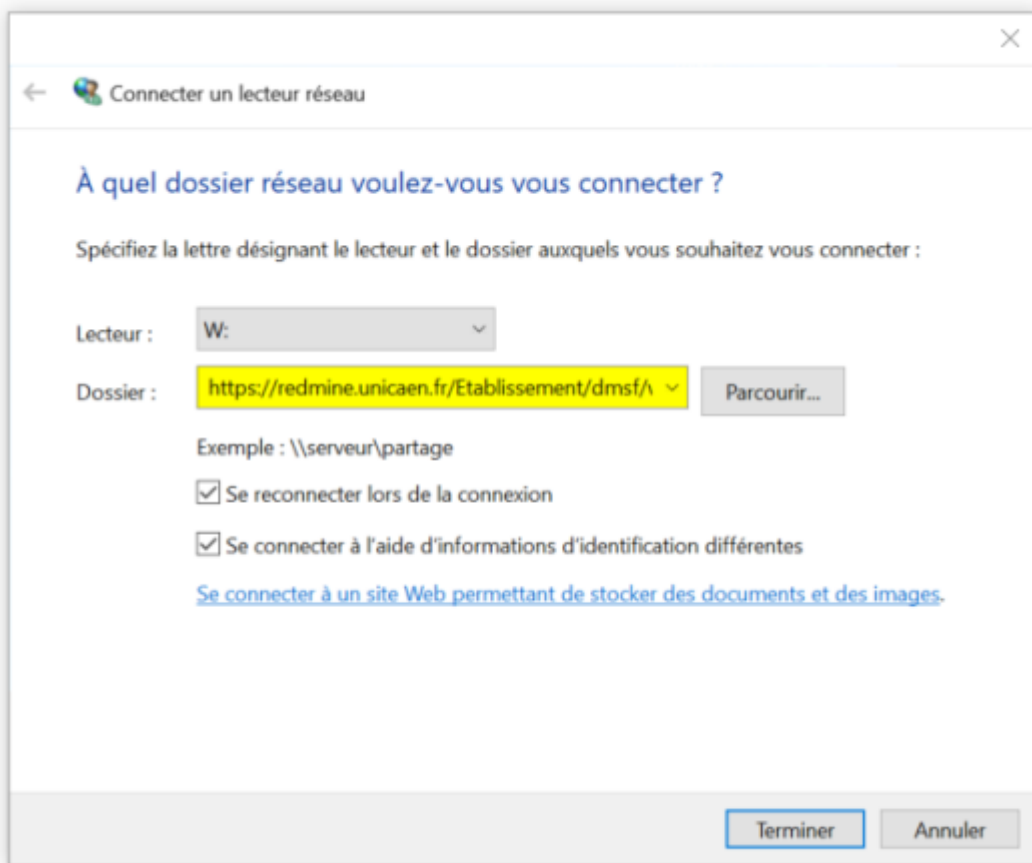 Connecter un lecteur réseau
À quel dossier réseau voulez-vous vous connecter ?
Spécifiez la lettre désignant le lecteur et le dossier auxquels vous souhaitez vous connecter :
Lecteur :
W:
Dossier :
https://redmine.unicaen.fr/Etablissement/dmsf/
Parcourir...
Exemple : \\serveur\partage
Se reconnecter lors de la connexion
Se connecter à l'aide d'informations d'identification différentes
Se connecter à un site Web permettant de stocker des documents et des images.
Terminer
Annuler